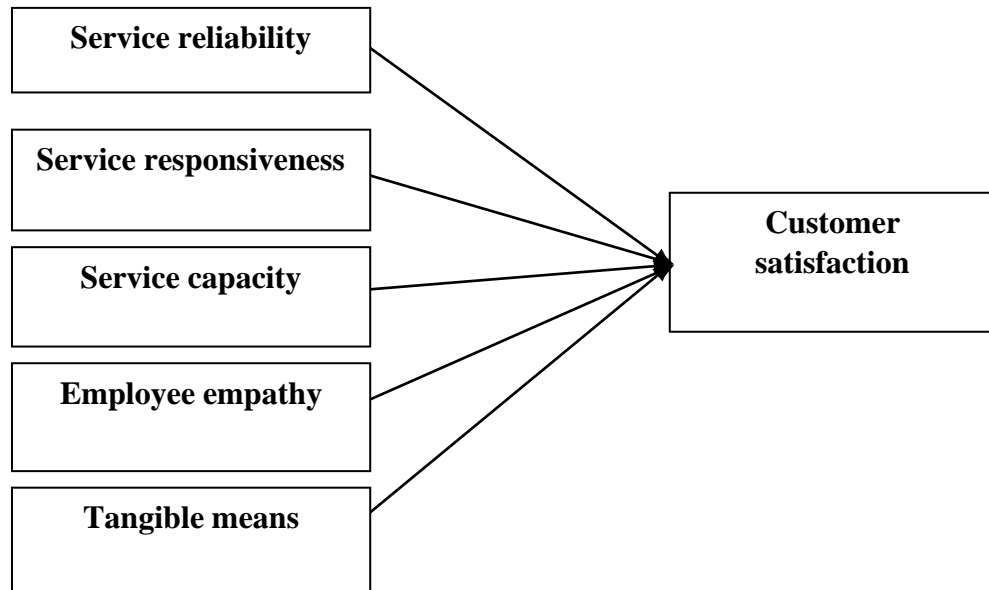 Service reliability
Service responsiveness
Service capacity
Employee empathy
Tangible means
Customer
satisfaction